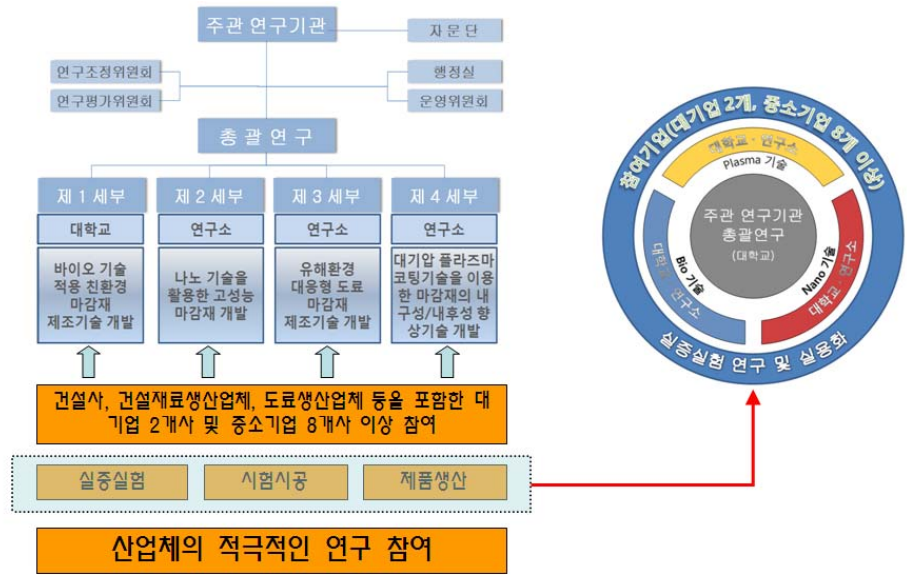 주관 연구기관
자 운 단
연구조정위원회
행정실
연구평가위원회
운영위원회
총 괄 연 구
제 1 세부
제 2 세부
제 3 세부
제 4 세부
대학교
연구소
연구소
연구소
바이오 기술
적용 친환경
마감재
제조기술 개발
나노 기술을
활용한 고성능
마감재 개발
유해환경
대응형 도료
마감재
제조기술 개발
대기압 플라즈마
코팅기술을 이용
한 마감재의 내
구성/내후성 향
상기술 개발
건설사, 건설재료생산업체, 도료생산업체 등을 포함한 대
기업 2개사 및 중소기업 8개사 이상 참여
실증실험
시험시공
제품생산
산업체의 적극적인 연구 참여
참여기업(대기업 2개, 중소기업 8개 이상)
대학교 · 연구소
Plasma 기술
주관 연구기관
총괄연구
(대학교)
대학교 · 연구소
Bio 기술
Nano 기술
대학교 · 연구소
실증실험 연구 및 실용화